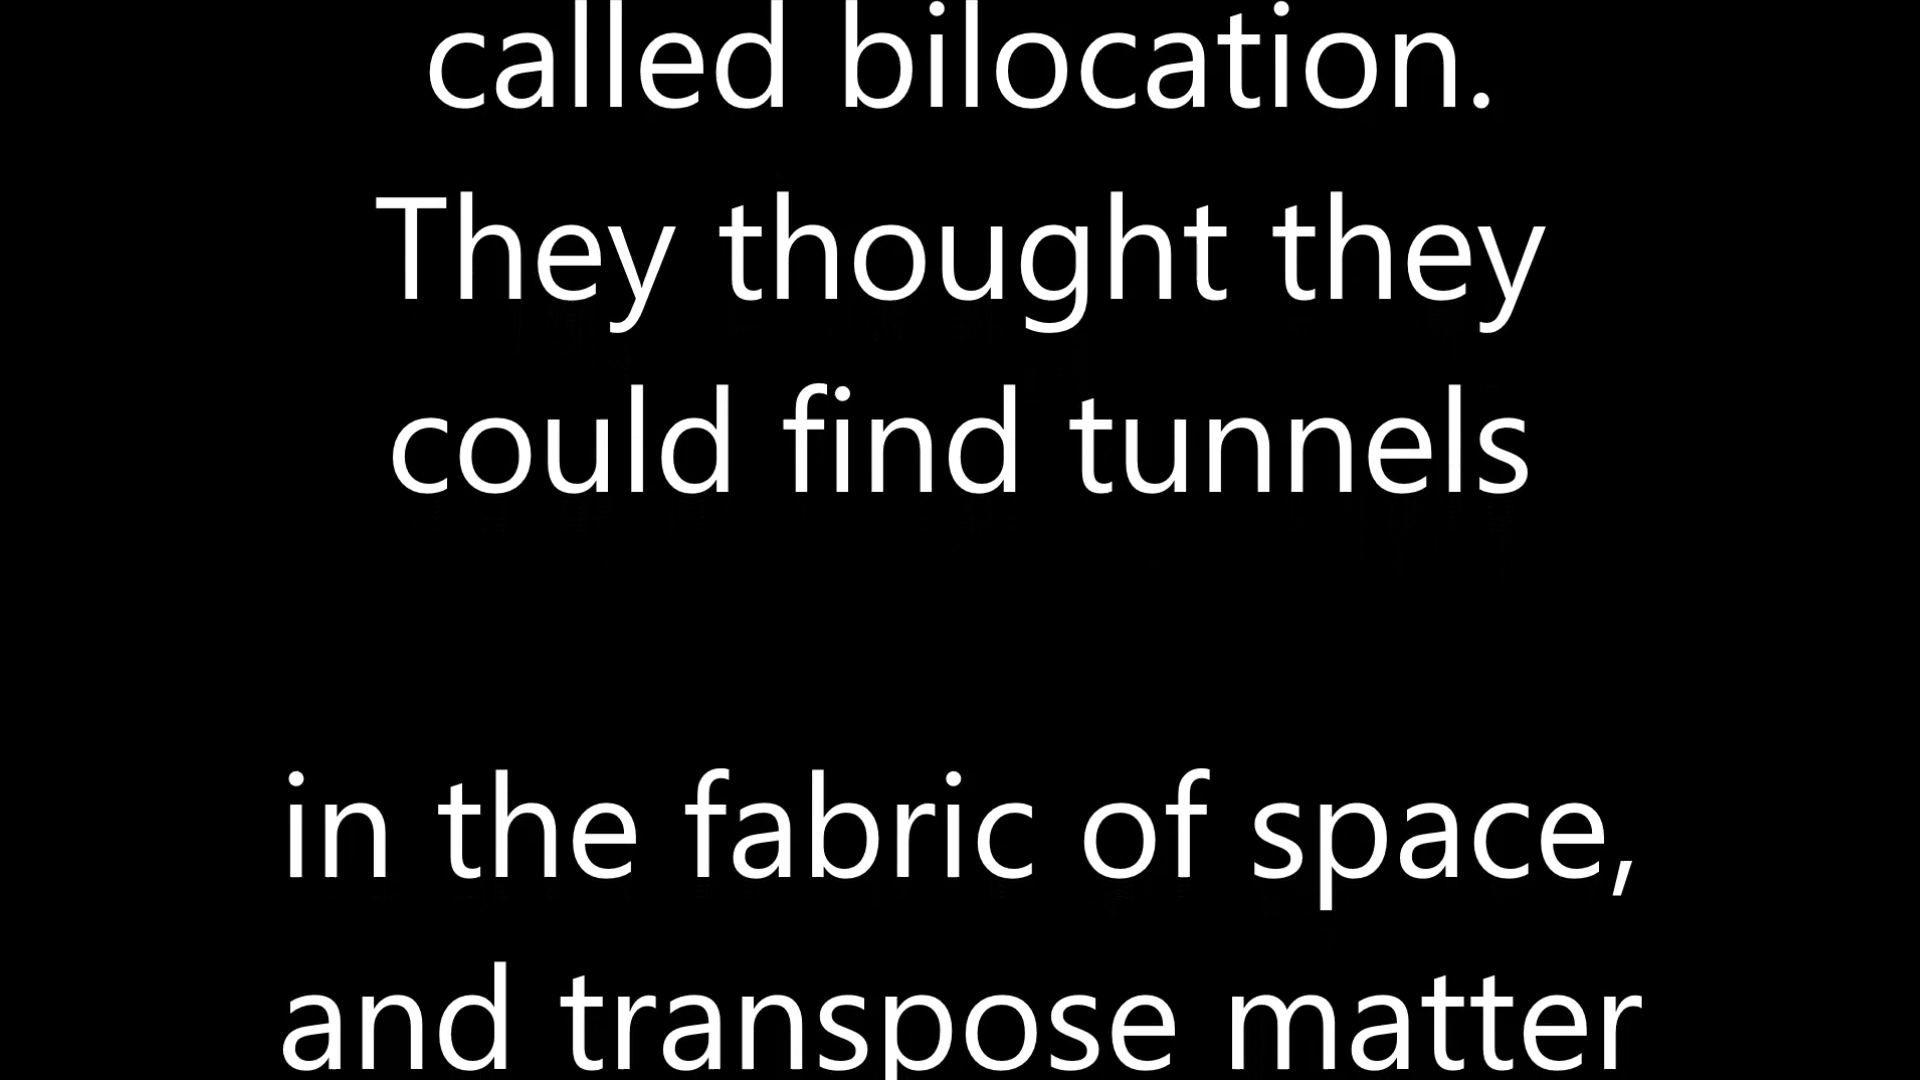 called bilocation.
They thought they
could find tunnels
in the fabric of space,
and transpose matter